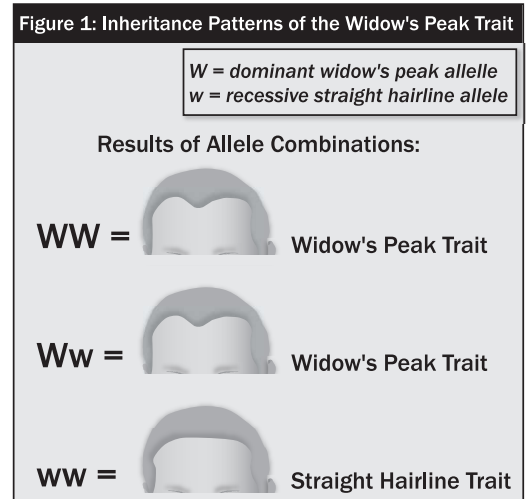 Figure 1: Inheritance Patterns of the Widow's Peak Trait
W = dominant widow's peak allelle
w = recessive straight hairline allele
Results of Allele Combinations:
WW = Widow's Peak Trait
Ww = Widow's Peak Trait
ww = Straight Hairline Trait